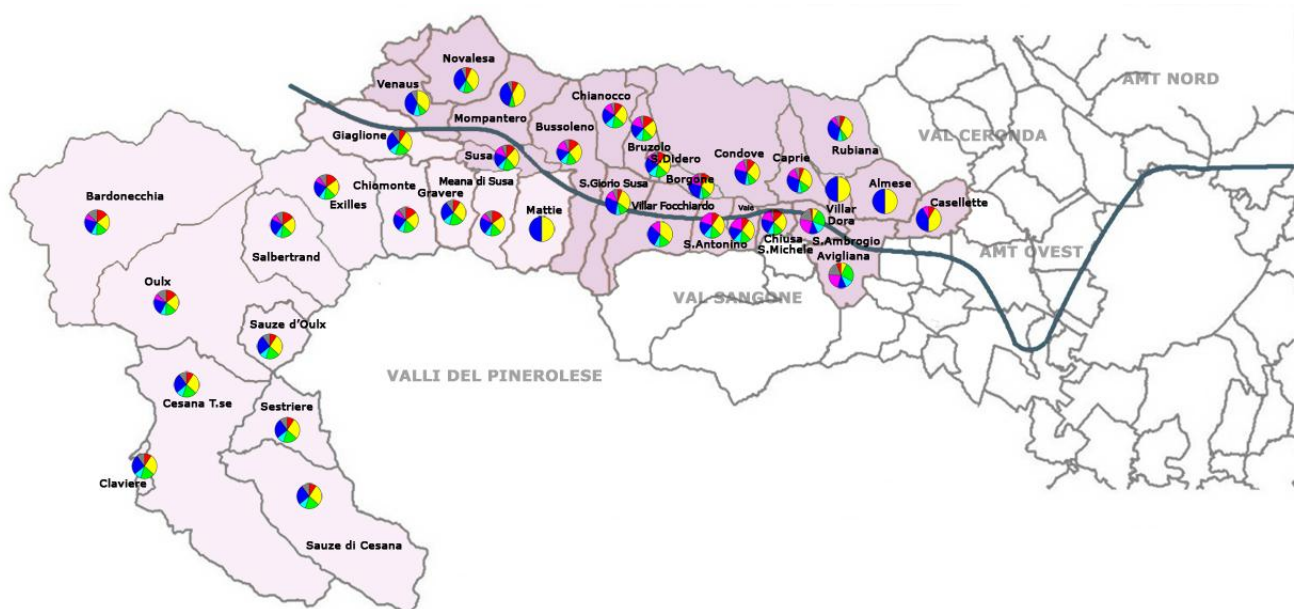 Novalesa
AMT NORD
Venaus
Chianocco
Mompantero
Bussoleno
Giaglione
VAL CERONDA
Bruzolo
Rubiana
Susa
S.Didero
Condove
Caprie
Bardonecchia
Chiomonte
Meana di Susa
S.Giorio Susa
Borgone
Almese
Exilles
Gravere
Villar Focchiardo
Vaie
Villar
Dora
Casellette
Mattie
Salbertrand
S.Antonino
Chiusa
S.Michele
S.Ambrogio
AMT OVEST
Avigliana
Oulx
VAL SANGONE
Sauze d'Oulx
VALLI DEL PINEROLESE
Cesana T.se
Sestriere
Claviere
Sauze di Cesana